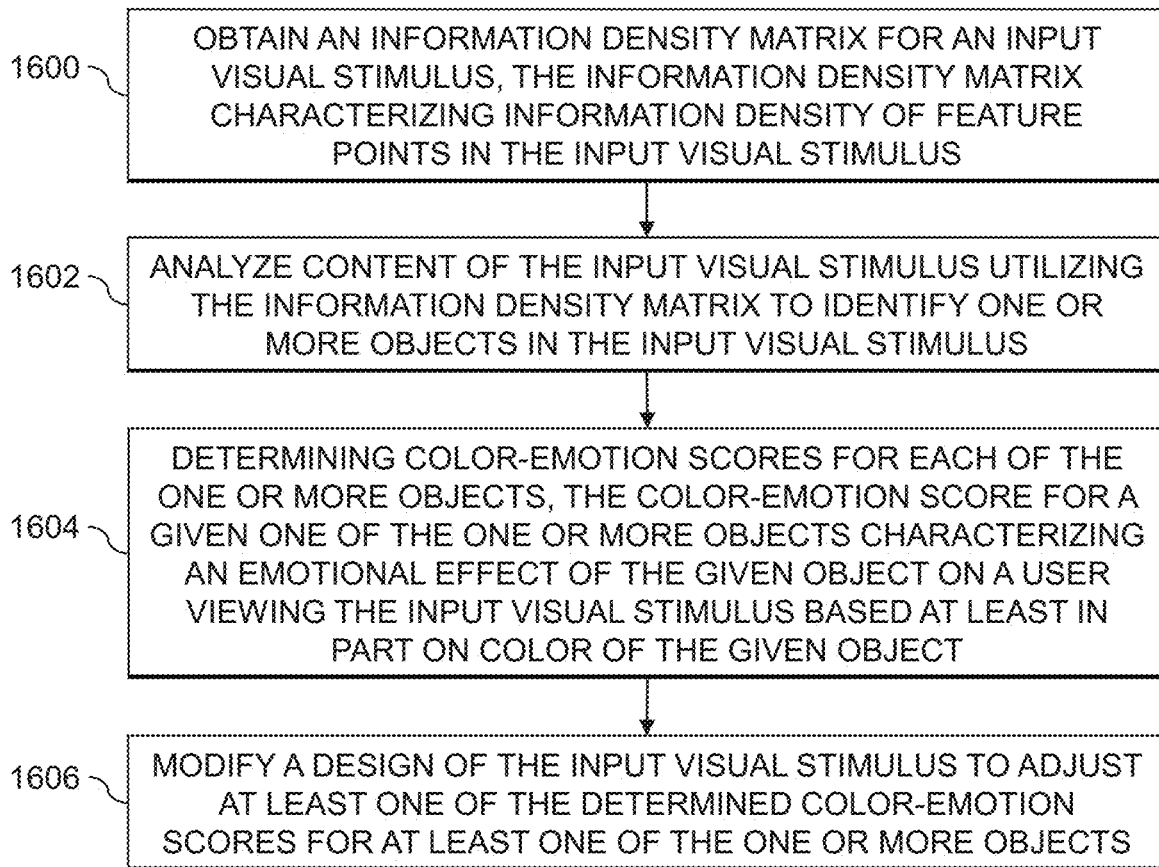 1600
OBTAIN AN INFORMATION DENSITY MATRIX FOR AN INPUT
VISUAL STIMULUS, THE INFORMATION DENSITY MATRIX
CHARACTERIZING INFORMATION DENSITY OF FEATURE
POINTS IN THE INPUT VISUAL STIMULUS
1602
ANALYZE CONTENT OF THE INPUT VISUAL STIMULUS UTILIZING
THE INFORMATION DENSITY MATRIX TO IDENTIFY ONE OR
MORE OBJECTS IN THE INPUT VISUAL STIMULUS
1604
DETERMINING COLOR-EMOTION SCORES FOR EACH OF THE
ONE OR MORE OBJECTS, THE COLOR-EMOTION SCORE FOR A
GIVEN ONE OF THE ONE OR MORE OBJECTS CHARACTERIZING
AN EMOTIONAL EFFECT OF THE GIVEN OBJECT ON A USER
VIEWING THE INPUT VISUAL STIMULUS BASED AT LEAST IN
PART ON COLOR OF THE GIVEN OBJECT
1606
MODIFY A DESIGN OF THE INPUT VISUAL STIMULUS TO ADJUST
AT LEAST ONE OF THE DETERMINED COLOR-EMOTION
SCORES FOR AT LEAST ONE OF THE ONE OR MORE OBJECTS